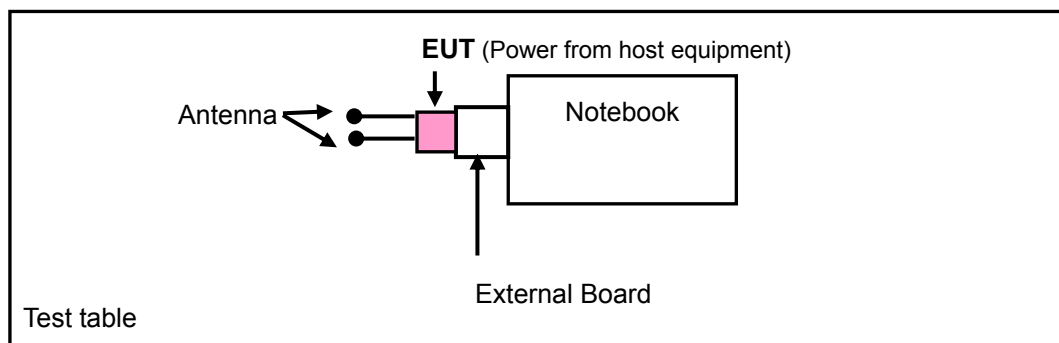 EUT (Power from host equipment)
Antenna
Notebook
External Board
Test table